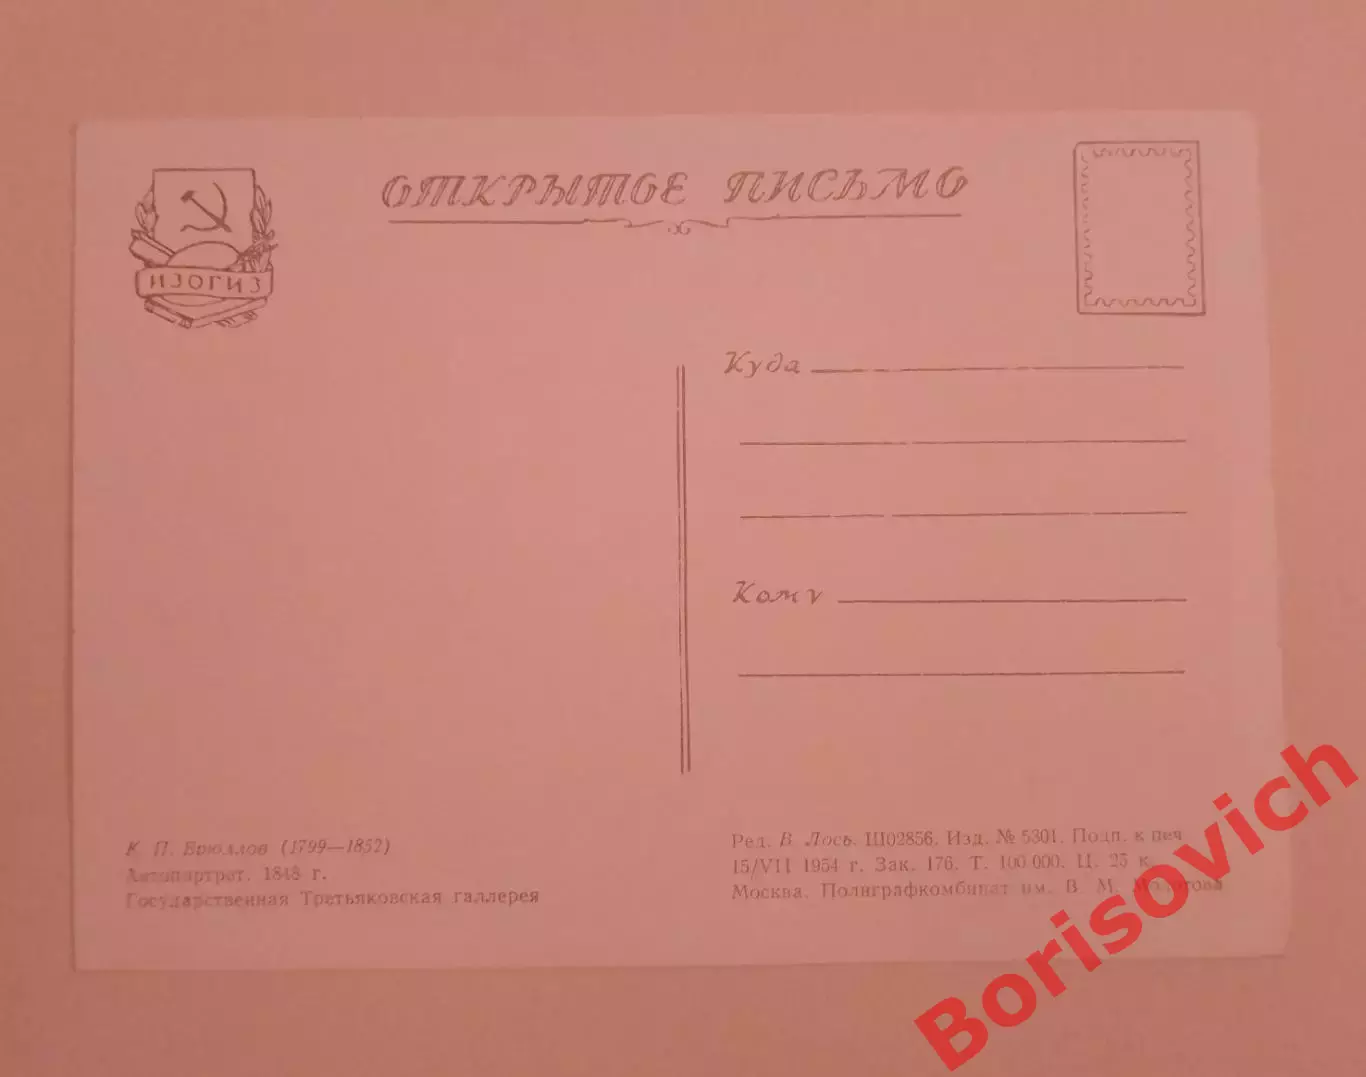 ОТКРЫТОЕ ПИСЬМО
ИЗОГИЗ
Куда
Кому
К. П. Брюллов (1799—1852)
Автопортрет. 1848 г.
Государственная Третьяковская галлерея
Ред. В. Лось. Ш02856. Изд. № 5301. Подп. к печ.
15/VII 1954 г. Зак. 176. Т. 100 000. Ц. 25 к.
Москва. Полиграфкомбинат им. В. М. Молотова
Borisovich